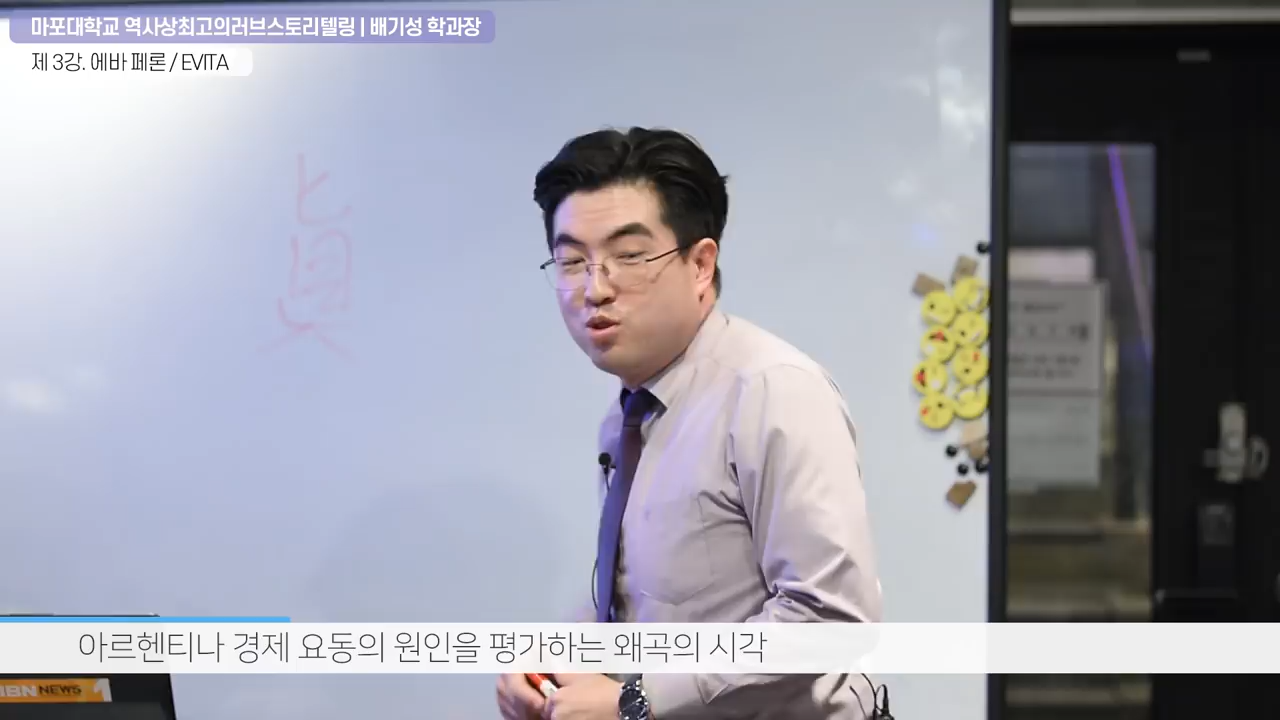 마포대학교 역사상최고의러브스토리텔링 | 배기성 학과장
제 3강. 에바 페론 / EVITA
眞
아르헨티나 경제 요동의 원인을 평가하는 왜곡의 시각
NEWS